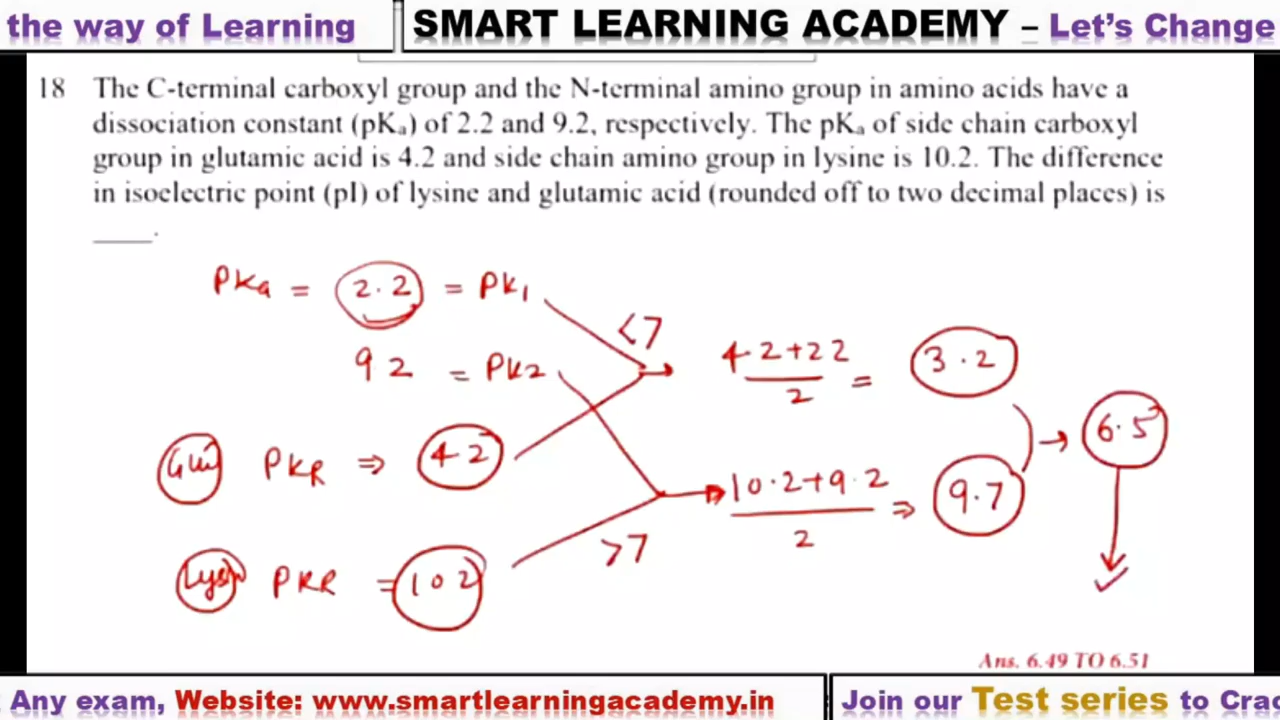 the way of Learning SMART LEARNING ACADEMY – Let's Change
18 The C-terminal carboxyl group and the N-terminal amino group in amino acids have a
dissociation constant (pKₐ) of 2.2 and 9.2, respectively. The pKₐ of side chain carboxyl
group in glutamic acid is 4.2 and side chain amino group in lysine is 10.2. The difference
in isoelectric point (pI) of lysine and glutamic acid (rounded off to two decimal places) is
____.
PKa = 2.2 = PK1
<7
9 2 = PK2
4.2+2 2 / 2 = 3.2
6.5
Glu PKR ⇒ 4 2
10.2+9.2 / 2 ⇒ 9.7
>7
Lys PKR = 10 2
Ans. 6.49 TO 6.51
Any exam, Website: www.smartlearningacademy.in Join our Test series to Crac